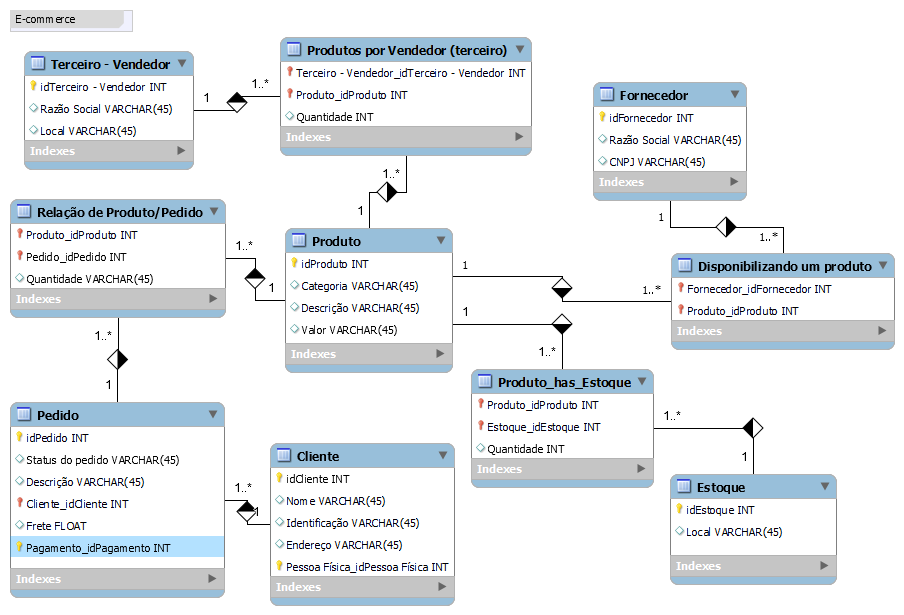 E-commerce
Terceiro - Vendedor
idTerceiro - Vendedor INT
Razão Social VARCHAR(45)
Local VARCHAR(45)
Indexes
1
1..*
Produtos por Vendedor (terceiro)
Terceiro - Vendedor_idTerceiro - Vendedor INT
Produto_idProduto INT
Quantidade INT
Indexes
1..*
1
Fornecedor
idFornecedor INT
Razão Social VARCHAR(45)
CNPJ VARCHAR(45)
Indexes
1
1..*
Relação de Produto/Pedido
Produto_idProduto INT
Pedido_idPedido INT
Quantidade VARCHAR(45)
Indexes
1..*
1
Produto
idProduto INT
Categoria VARCHAR(45)
Descrição VARCHAR(45)
Valor VARCHAR(45)
Indexes
1
1..*
1
1..*
Disponibilizando um produto
Fornecedor_idFornecedor INT
Produto_idProduto INT
Indexes
1..*
1
Produto_has_Estoque
Produto_idProduto INT
Estoque_idEstoque INT
Quantidade INT
Indexes
1..*
1
Pedido
idPedido INT
Status do pedido VARCHAR(45)
Descrição VARCHAR(45)
Cliente_idCliente INT
Frete FLOAT
Pagamento_idPagamento INT
Indexes
1..*
1
Cliente
idCliente INT
Nome VARCHAR(45)
Identificação VARCHAR(45)
Endereço VARCHAR(45)
Pessoa Física_idPessoa Física INT
Indexes
Estoque
idEstoque INT
Local VARCHAR(45)
Indexes